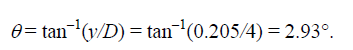 θ= tan⁻¹(y/D) = tan⁻¹(0.205/4) = 2.93°.